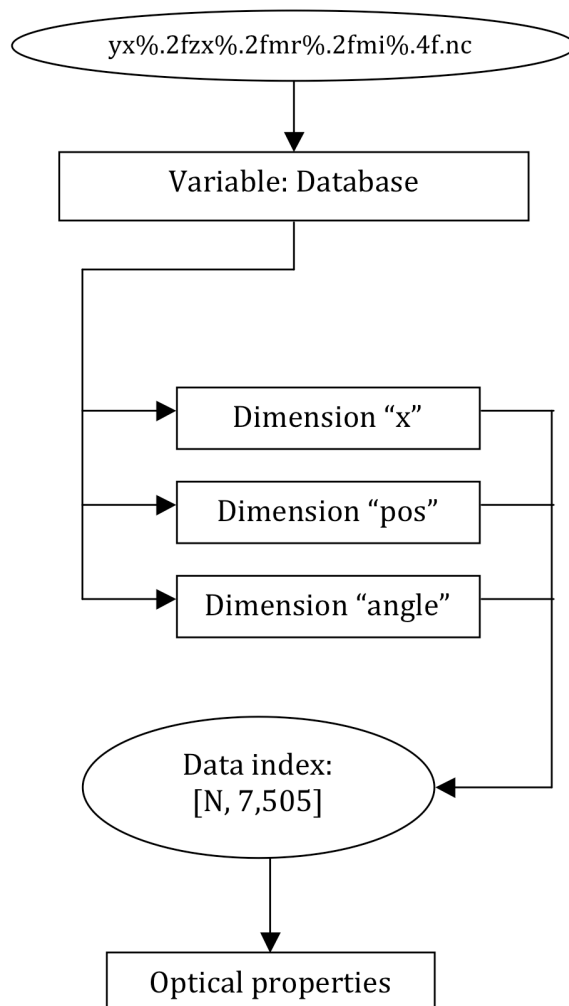 yx%.2fzx%.2fmr%.2fmi%.4f.nc
Variable: Database
Dimension “x”
Dimension “pos”
Dimension “angle”
Data index:
[N, 7,505]
Optical properties